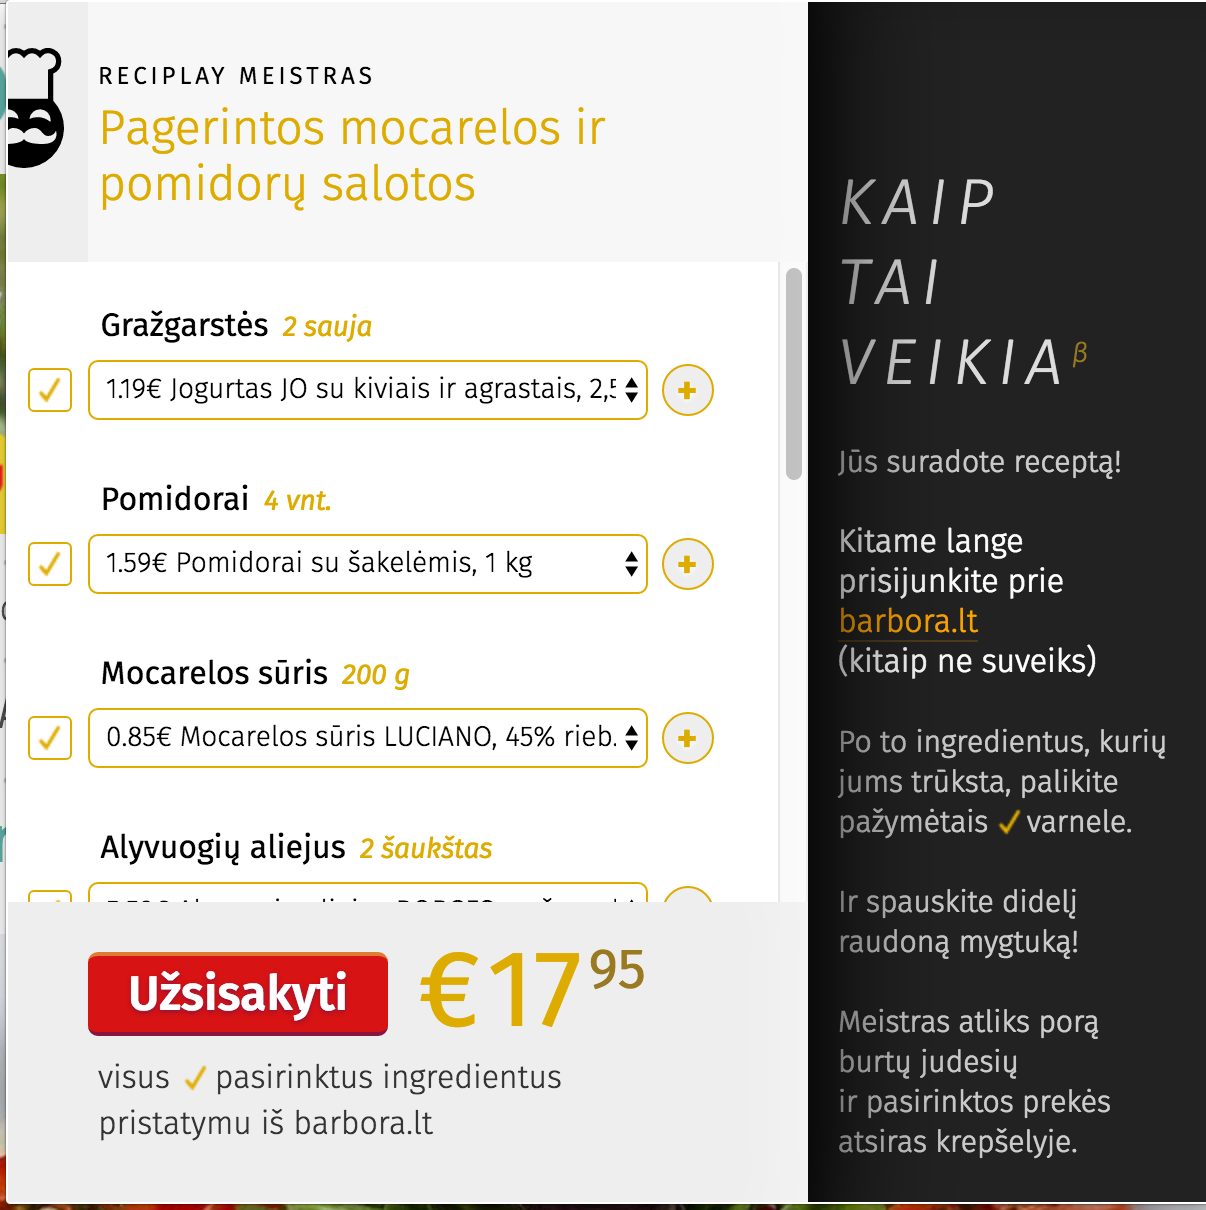 RECIPLAY MEISTRAS
Pagerintos mocarelos ir
pomidorų salotos
Gražgarstės 2 sauja
1.19€ Jogurtas JO su kiviais ir agrastais, 2,5
Pomidorai 4 vnt.
1.59€ Pomidorai su šakelėmis, 1 kg
Mocarelos sūris 200 g
0.85€ Mocarelos sūris LUCIANO, 45% rieb.
Alyvuogių aliejus 2 šaukštas
Užsisakyti €17 95
visus ✓ pasirinktus ingredientus
pristatymu iš barbora.lt
KAIP
TAI
VEIKIA β
Jūs suradote receptą!
Kitame lange
prisijunkite prie
barbora.lt
(kitaip ne suveiks)
Po to ingredientus, kurių
jums trūksta, palikite
pažymėtais ✓ varnele.
Ir spauskite didelį
raudoną mygtuką!
Meistras atliks porą
burtų judesių
ir pasirinktos prekės
atsiras krepšelyje.